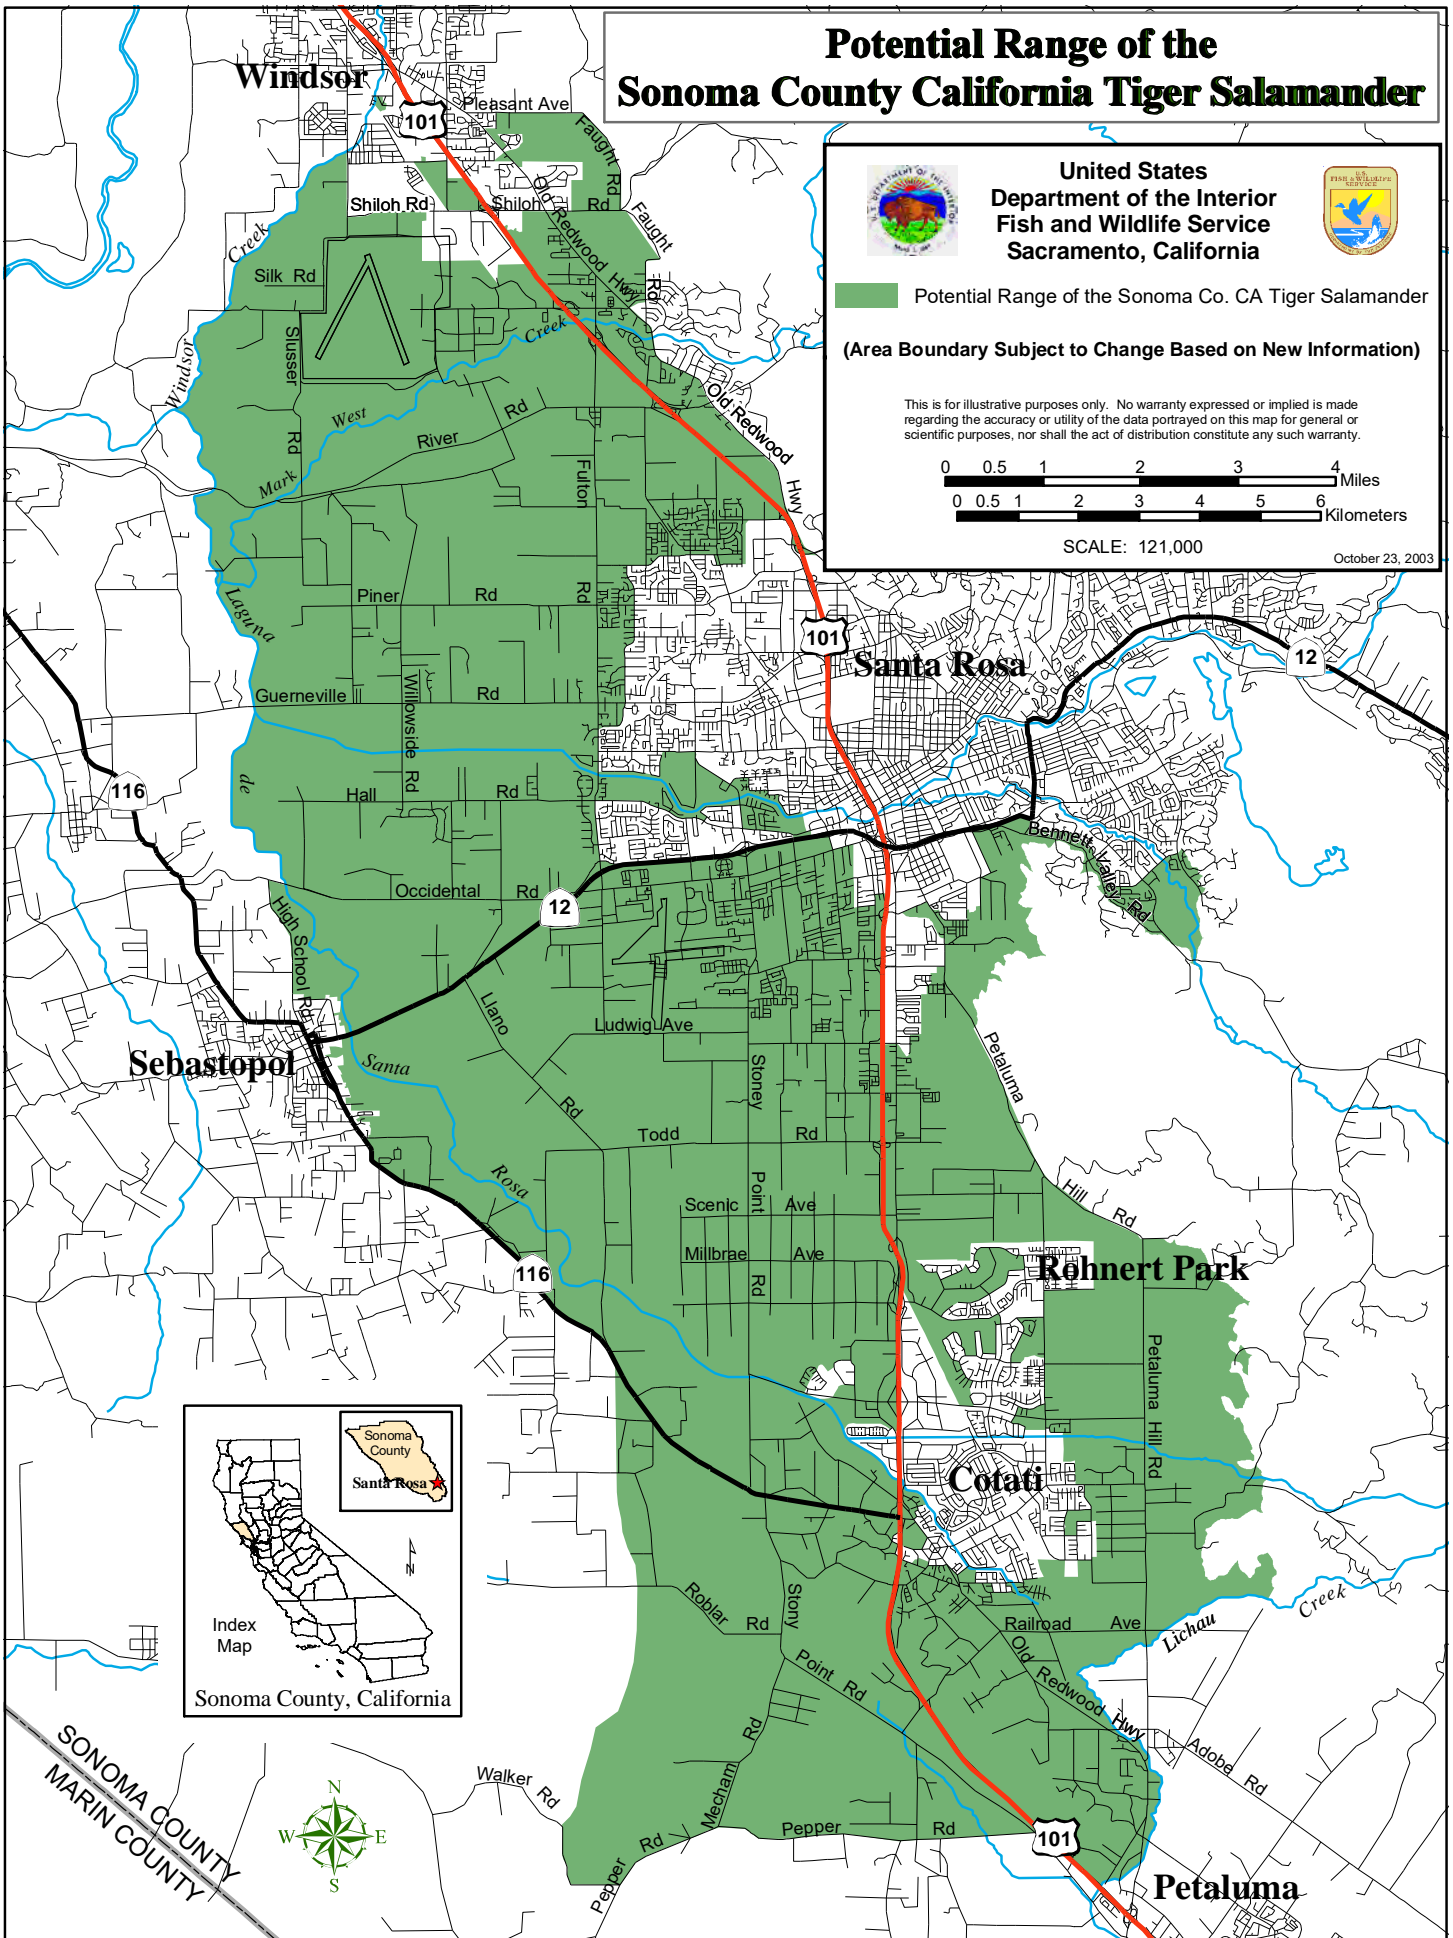 Potential Range of the
Sonoma County California Tiger Salamander
United States
Department of the Interior
Fish and Wildlife Service
Sacramento, California
U.S. DEPARTMENT OF THE INTERIOR
U.S.
FISH & WILDLIFE
SERVICE
Potential Range of the Sonoma Co. CA Tiger Salamander
(Area Boundary Subject to Change Based on New Information)
This is for illustrative purposes only. No warranty expressed or implied is made
regarding the accuracy or utility of the data portrayed on this map for general or
scientific purposes, nor shall the act of distribution constitute any such warranty.
0 0.5 1 2 3 4 Miles
0 0.5 1 2 3 4 5 6 Kilometers
SCALE: 121,000
October 23, 2003
Windsor
101
Pleasant Ave
Faught Rd
Shiloh Rd
Shiloh Rd
Old Redwood Hwy
Faught Rd
Windsor Creek
Silk Rd
Slusser Rd
Mark West Creek
River Rd
Old Redwood Hwy
Fulton Rd
Piner Rd
101
Santa Rosa
12
Laguna de Santa Rosa
Guerneville Rd
Willowside Rd
116
Hall Rd
Bennett Valley Rd
Occidental Rd
12
High School Rd
Llano Rd
Ludwig Ave
Sebastopol
Stoney Point Rd
Petaluma Hill Rd
Todd Rd
Scenic Ave
Millbrae Ave
116
Rohnert Park
Petaluma Hill Rd
Cotati
Roblar Rd
Stony Point Rd
Railroad Ave
Old Redwood Hwy
Lichau Creek
Adobe Rd
Mecham Rd
Walker Rd
Pepper Rd
Pepper Rd
101
Petaluma
Sonoma
County
Santa Rosa
N
Index
Map
Sonoma County, California
SONOMA COUNTY
MARIN COUNTY
N
W E
S